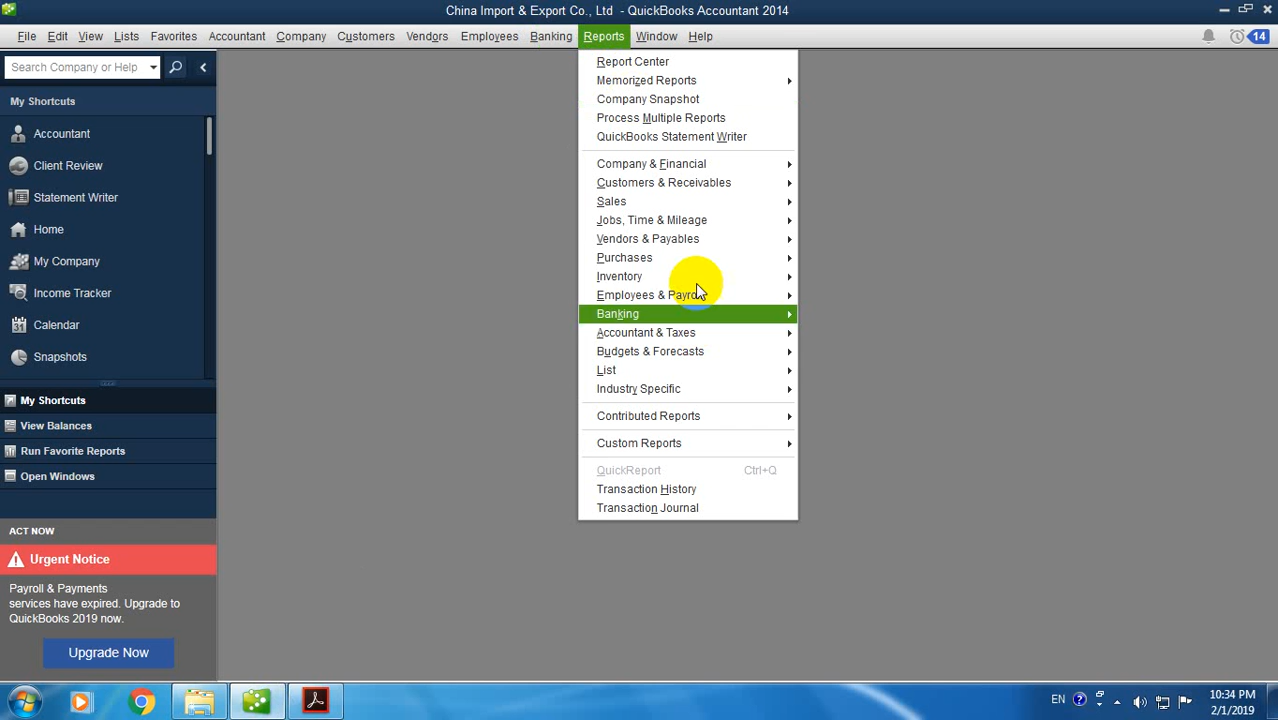 China Import & Export Co., Ltd - QuickBooks Accountant 2014
File Edit View Lists Favorites Accountant Company Customers Vendors Employees Banking Reports Window Help 14
Search Company or Help
My Shortcuts
Accountant
Client Review
Statement Writer
Home
My Company
Income Tracker
Calendar
Snapshots
My Shortcuts
View Balances
Run Favorite Reports
Open Windows
ACT NOW
Urgent Notice
Payroll & Payments
services have expired. Upgrade to
QuickBooks 2019 now.
Upgrade Now
Report Center
Memorized Reports
Company Snapshot
Process Multiple Reports
QuickBooks Statement Writer
Company & Financial
Customers & Receivables
Sales
Jobs, Time & Mileage
Vendors & Payables
Purchases
Inventory
Employees & Payroll
Banking
Accountant & Taxes
Budgets & Forecasts
List
Industry Specific
Contributed Reports
Custom Reports
QuickReport Ctrl+Q
Transaction History
Transaction Journal
EN
10:34 PM
2/1/2019